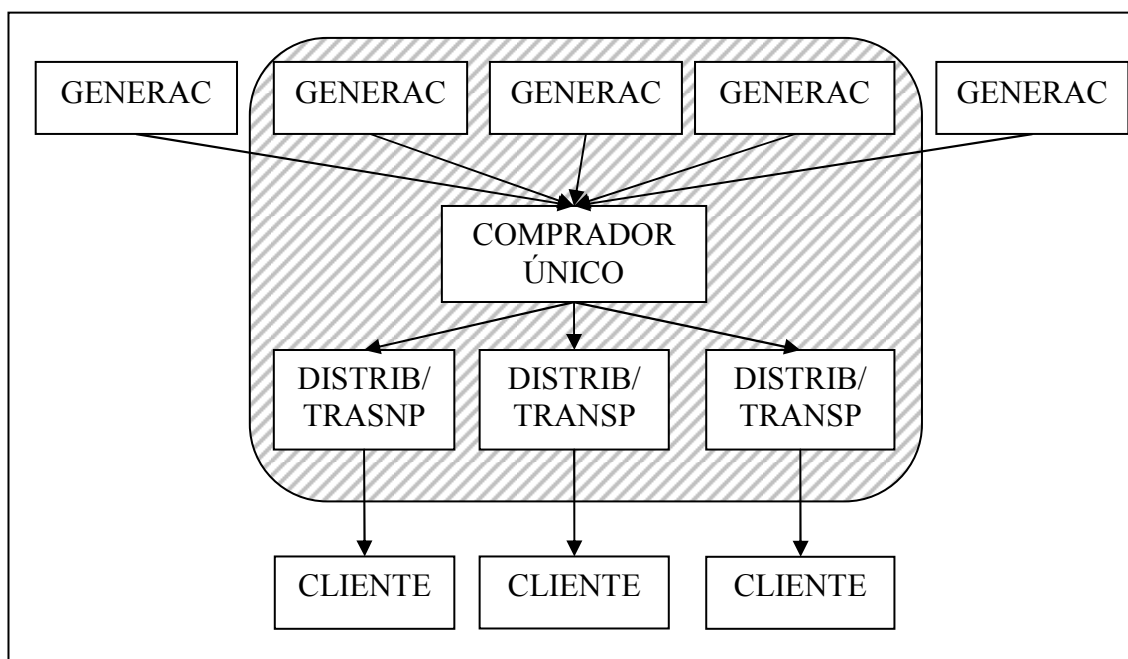 GENERAC
GENERAC
GENERAC
GENERAC
GENERAC
COMPRADOR
ÚNICO
DISTRIB/
TRASNP
DISTRIB/
TRANSP
DISTRIB/
TRANSP
CLIENTE
CLIENTE
CLIENTE